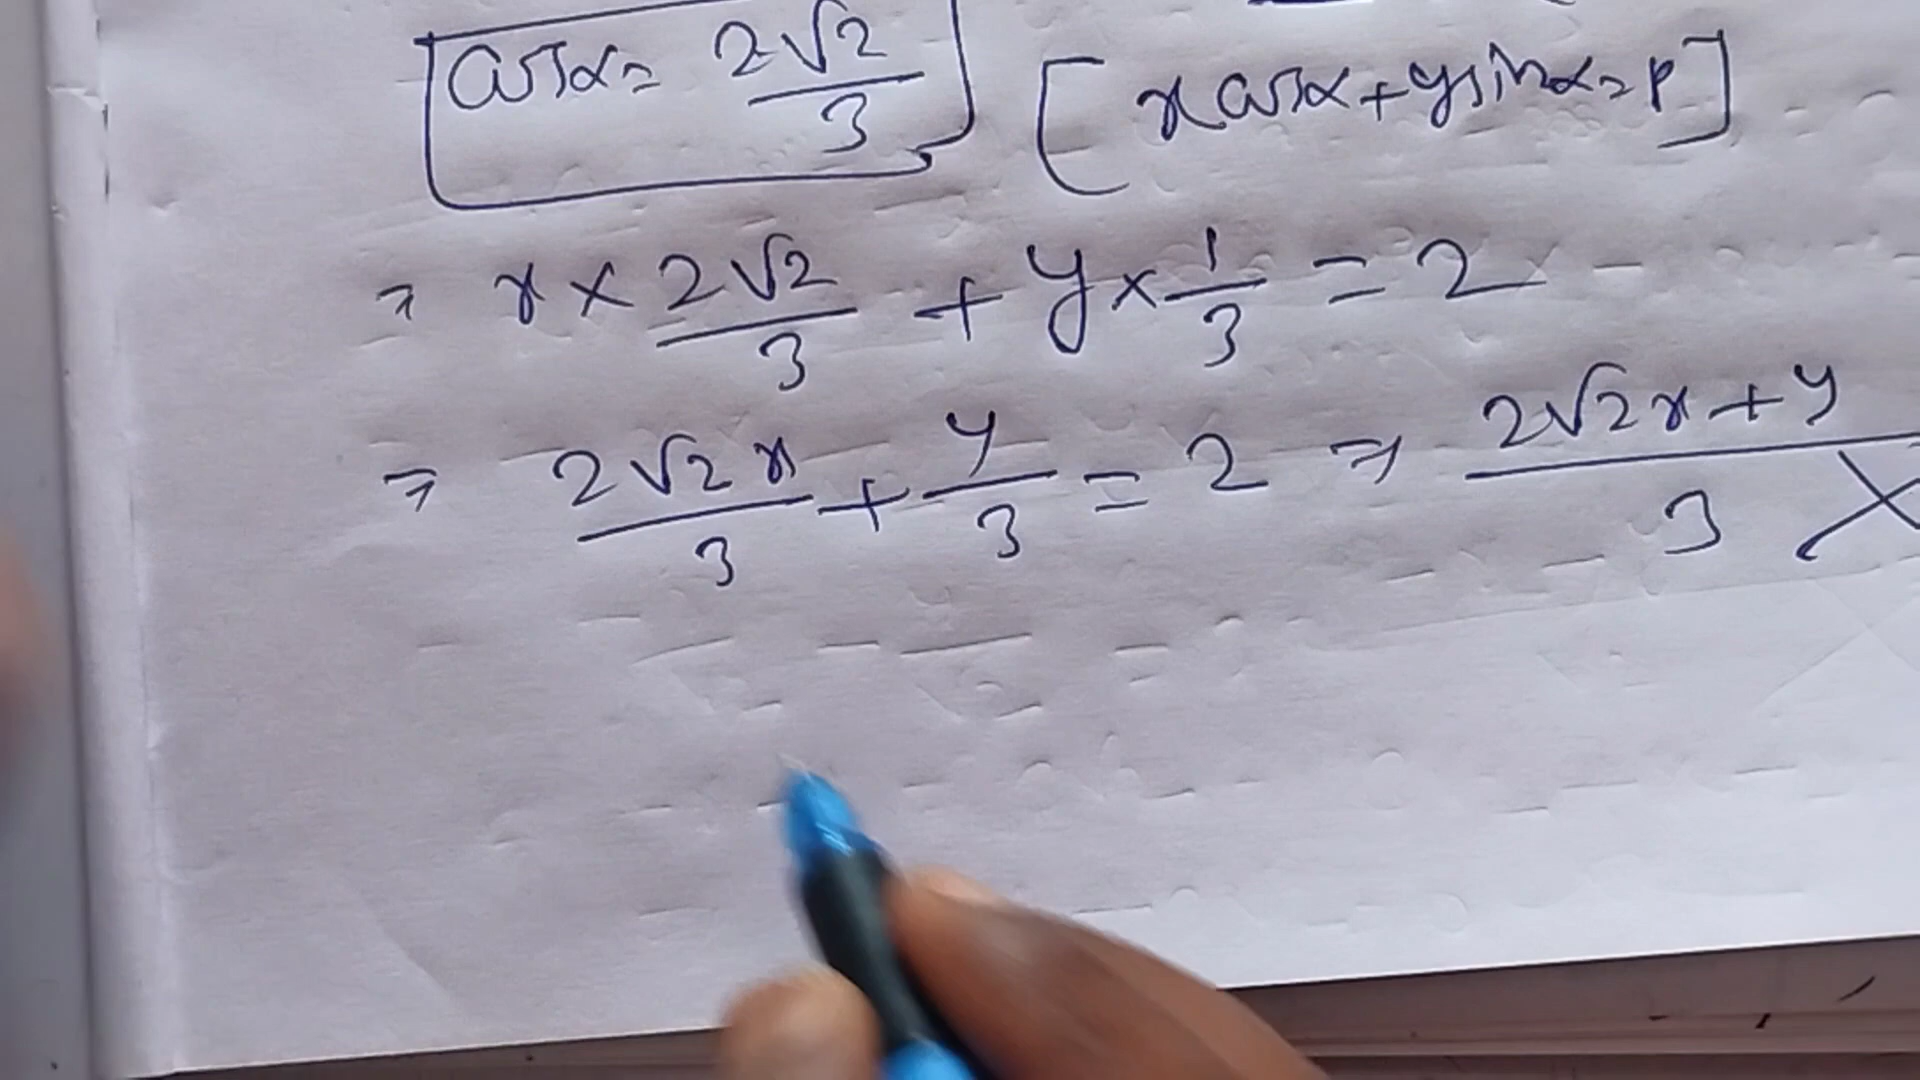 cosα = 2√2/3 [x cosα + y sinα = P]
⇒ x × 2√2/3 + y × 1/3 = 2
⇒ 2√2x/3 + y/3 = 2 ⇒ 2√2x + y/3